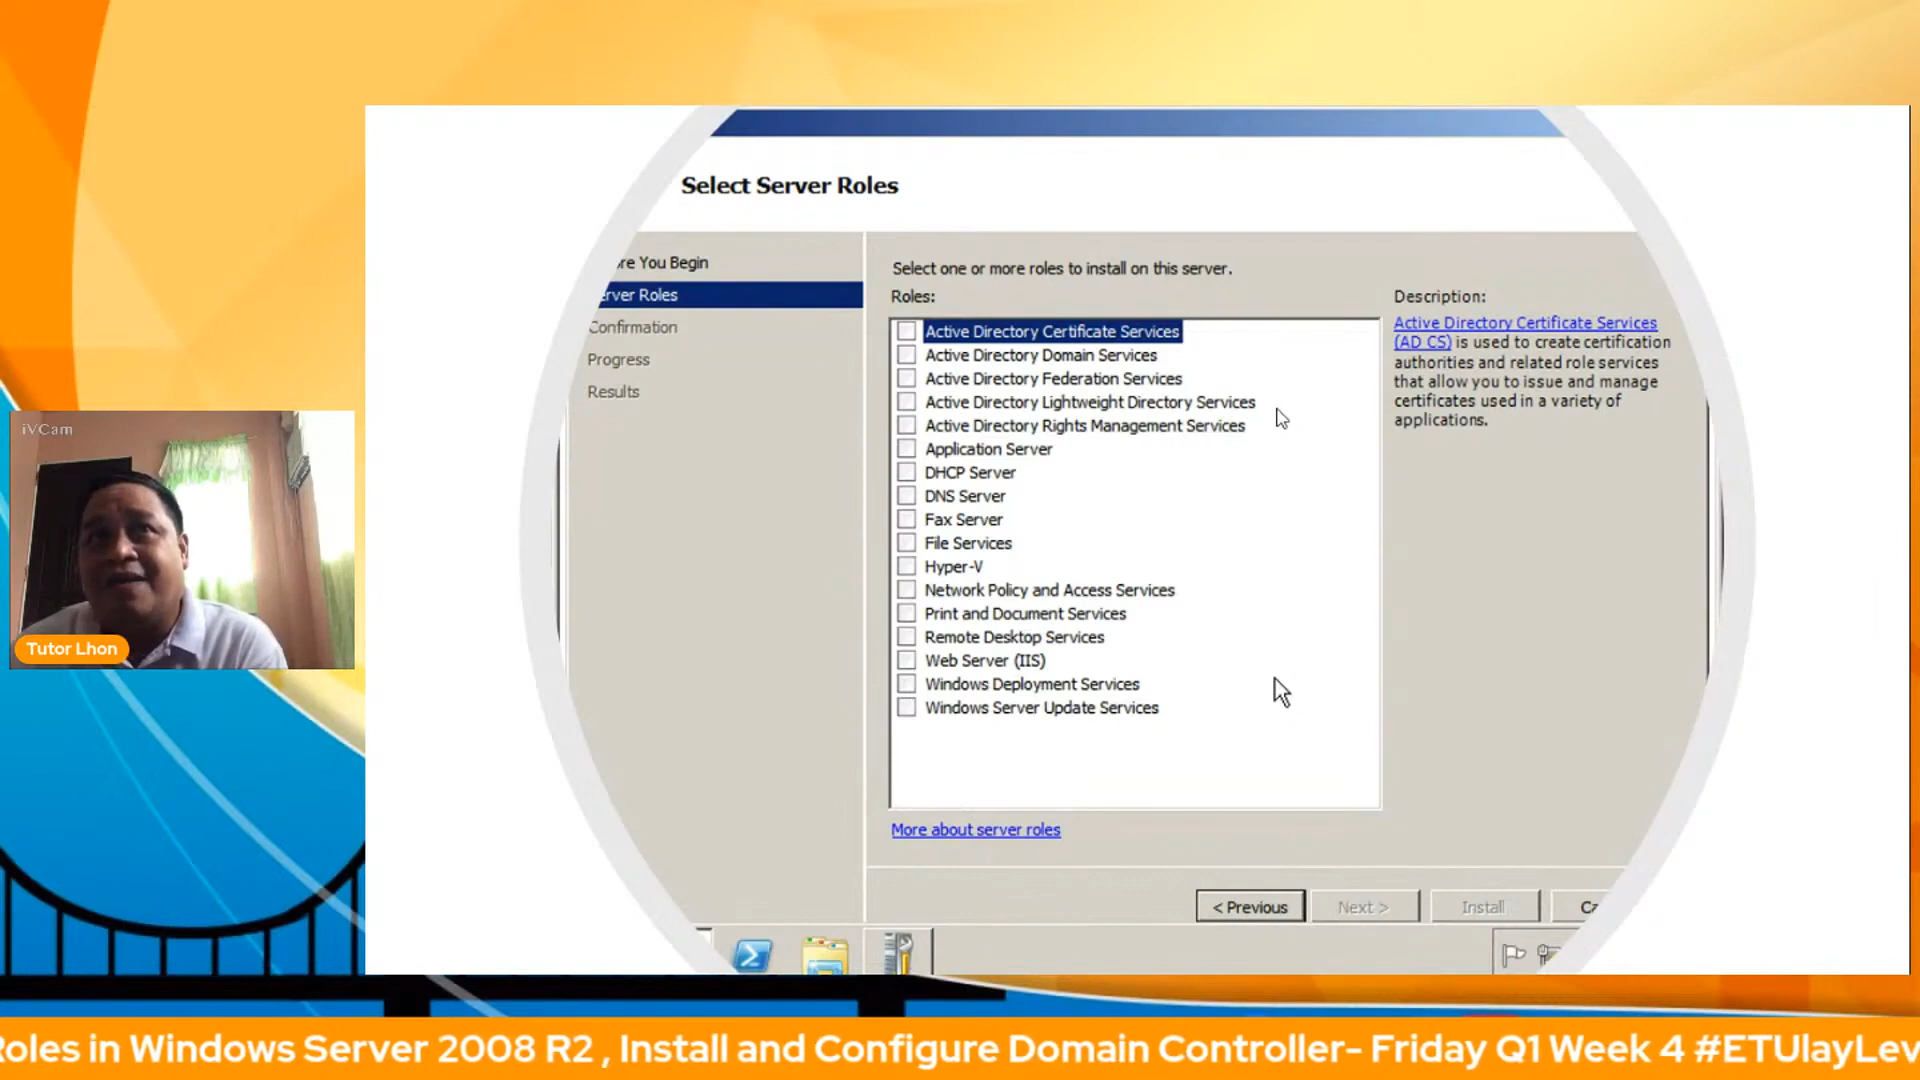 Select Server Roles
re You Begin
erver Roles
Confirmation
Progress
Results
Select one or more roles to install on this server.
Roles:
Active Directory Certificate Services
Active Directory Domain Services
Active Directory Federation Services
Active Directory Lightweight Directory Services
Active Directory Rights Management Services
Application Server
DHCP Server
DNS Server
Fax Server
File Services
Hyper-V
Network Policy and Access Services
Print and Document Services
Remote Desktop Services
Web Server (IIS)
Windows Deployment Services
Windows Server Update Services
More about server roles
Description:
Active Directory Certificate Services
(AD CS) is used to create certification
authorities and related role services
that allow you to issue and manage
certificates used in a variety of
applications.
< Previous
Next >
Install
Ca
iVCam
Tutor Lhon
Roles in Windows Server 2008 R2 , Install and Configure Domain Controller- Friday Q1 Week 4 #ETUlayLev